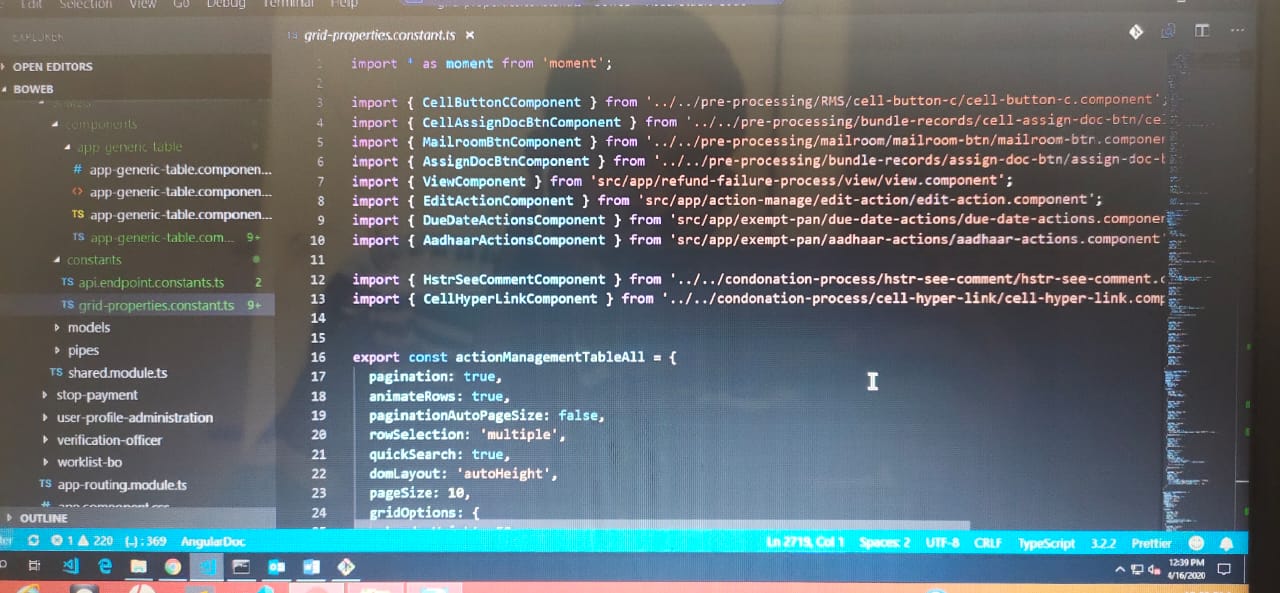 Edit Selection View Go Debug Terminal Help
EXPLORER
OPEN EDITORS
BOWEB
components
app-generic-table
# app-generic-table.componen...
<> app-generic-table.componen...
TS app-generic-table.componen...
TS app-generic-table.com... 9+
constants
TS api.endpoint.constants.ts 2
TS grid-properties.constant.ts 9+
models
pipes
TS shared.module.ts
stop-payment
user-profile-administration
verification-officer
worklist-bo
TS app-routing.module.ts
# app.component.css
OUTLINE
TS grid-properties.constant.ts ×
1 import * as moment from 'moment';
2
3 import { CellButtonCComponent } from '../../pre-processing/RMS/cell-button-c/cell-button-c.component';
4 import { CellAssignDocBtnComponent } from '../../pre-processing/bundle-records/cell-assign-doc-btn/cel
5 import { MailroomBtnComponent } from '../../pre-processing/mailroom/mailroom-btn/mailroom-btn.componen
6 import { AssignDocBtnComponent } from '../../pre-processing/bundle-records/assign-doc-btn/assign-doc-b
7 import { ViewComponent } from 'src/app/refund-failure-process/view/view.component';
8 import { EditActionComponent } from 'src/app/action-manage/edit-action/edit-action.component';
9 import { DueDateActionsComponent } from 'src/app/exempt-pan/due-date-actions/due-date-actions.componen
10 import { AadhaarActionsComponent } from 'src/app/exempt-pan/aadhaar-actions/aadhaar-actions.component'
11
12 import { HstrSeeCommentComponent } from '../../condonation-process/hstr-see-comment/hstr-see-comment.c
13 import { CellHyperLinkComponent } from '../../condonation-process/cell-hyper-link/cell-hyper-link.comp
14
15
16 export const actionManagementTableAll = {
17 pagination: true,
18 animateRows: true,
19 paginationAutoPageSize: false,
20 rowSelection: 'multiple',
21 quickSearch: true,
22 domLayout: 'autoHeight',
23 pageSize: 10,
24 gridOptions: {
1 220 {..}: 369 AngularDoc Ln 2719, Col 1 Spaces: 2 UTF-8 CRLF TypeScript 3.2.2 Prettier
12:39 PM
4/16/2020